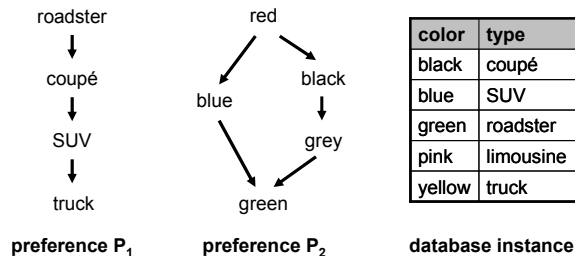 roadster
coupé
SUV
truck
preference P₁
red
blue
black
grey
green
preference P₂
color type
black coupé
blue SUV
green roadster
pink limousine
yellow truck
database instance